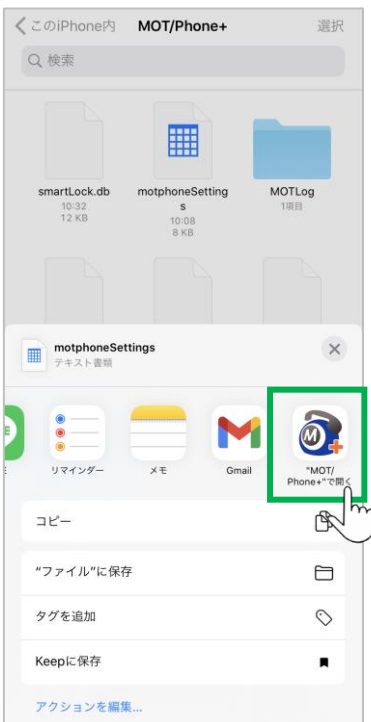 このiPhone内 MOT/Phone+ 選択
検索
smartLock.db
10:32
12 KB
motphoneSetting
s
10:08
8 KB
MOTLog
1項目
motphoneSettings
テキスト書類
リマインダー
メモ
Gmail
"MOT/
Phone+"で開く
コピー
"ファイル"に保存
タグを追加
Keepに保存
アクションを編集...